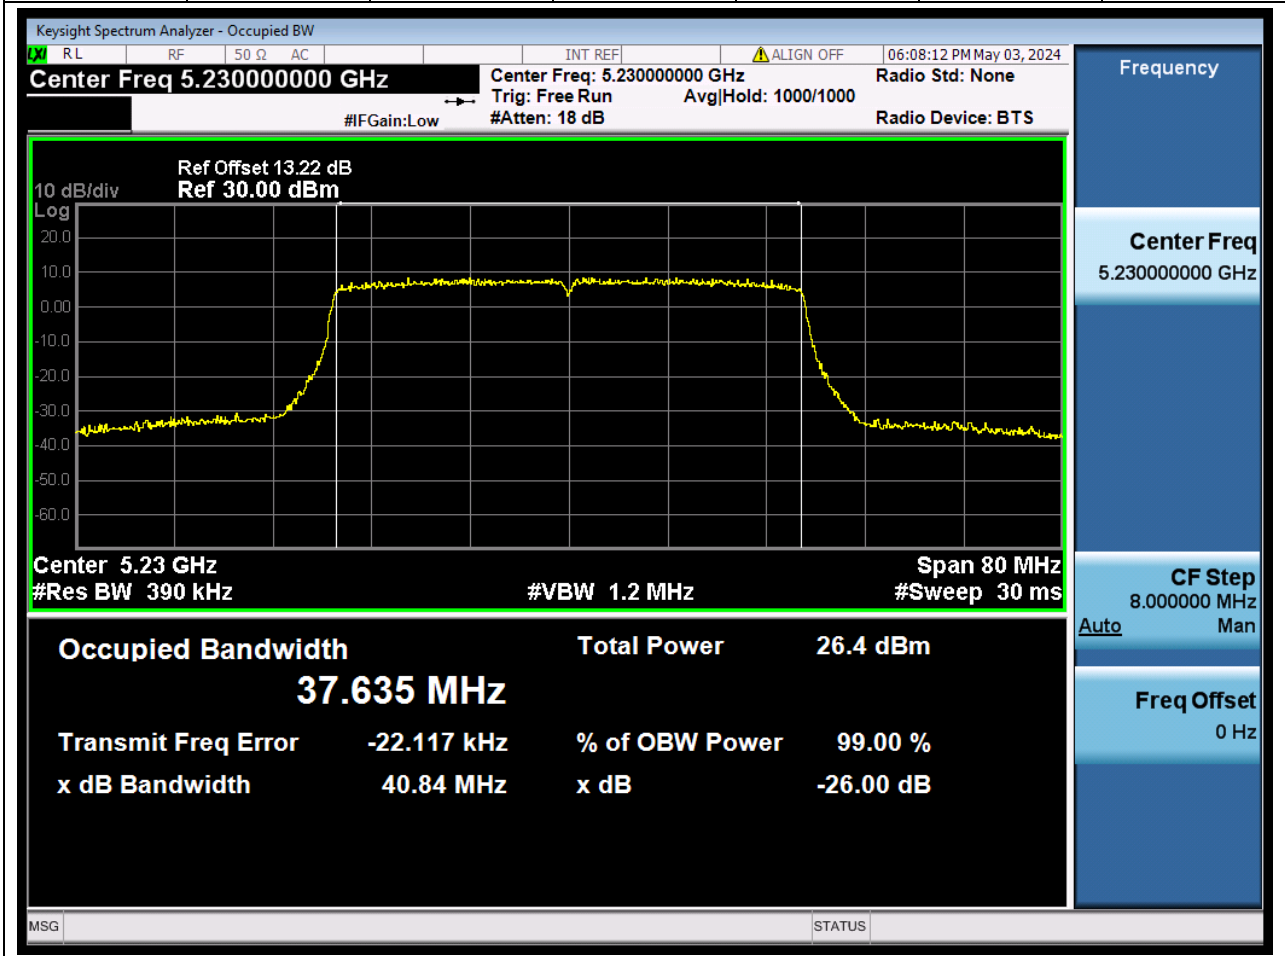 Keysight Spectrum Analyzer - Occupied BW
LXI RL RF 50 Ω AC INT REF ALIGN OFF 06:08:12 PM May 03, 2024
Center Freq 5.230000000 GHz
Center Freq: 5.230000000 GHz
Radio Std: None
Trig: Free Run Avg|Hold: 1000/1000
#IFGain:Low
#Atten: 18 dB
Radio Device: BTS
Ref Offset 13.22 dB
10 dB/div Ref 30.00 dBm
Log
20.0
10.0
0.00
-10.0
-20.0
-30.0
-40.0
-50.0
-60.0
Center 5.23 GHz Span 80 MHz
#Res BW 390 kHz #VBW 1.2 MHz #Sweep 30 ms
Occupied Bandwidth Total Power 26.4 dBm
37.635 MHz
Transmit Freq Error -22.117 kHz % of OBW Power 99.00 %
x dB Bandwidth 40.84 MHz x dB -26.00 dB
MSG STATUS
Frequency
Center Freq
5.230000000 GHz
CF Step
8.000000 MHz
Auto Man
Freq Offset
0 Hz